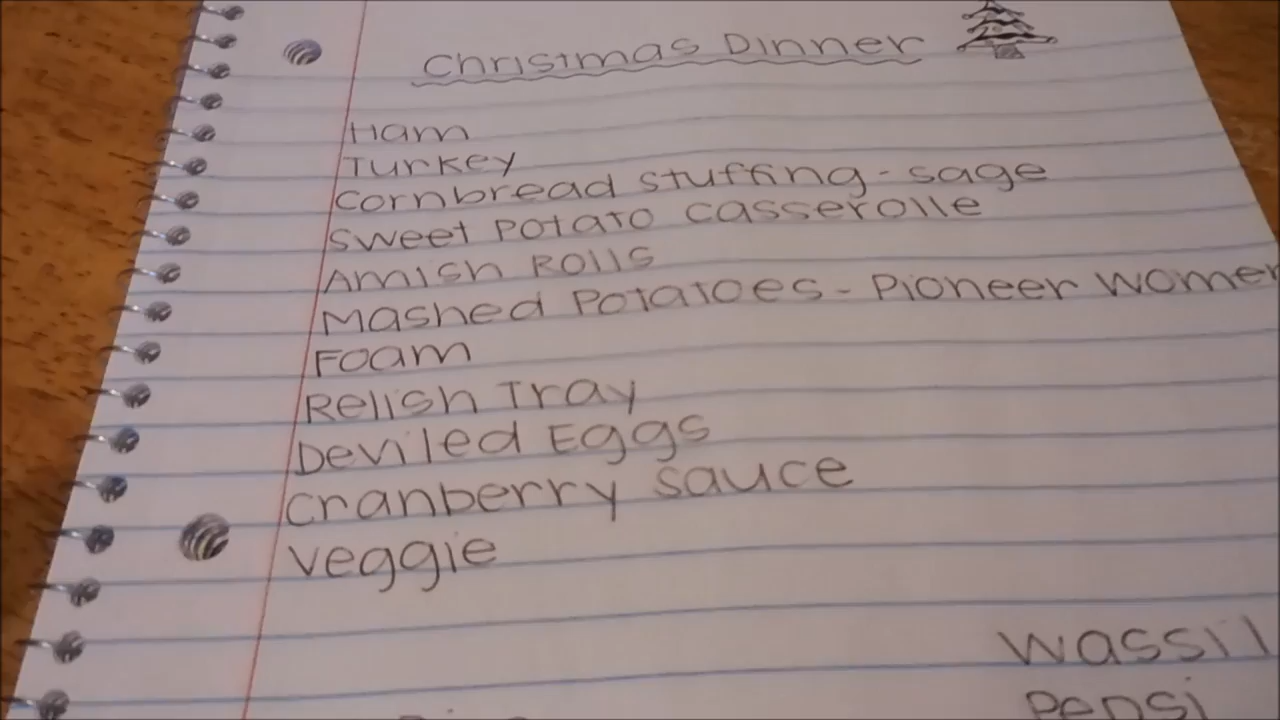 Christmas Dinner
Ham
Turkey
Cornbread Stuffing - sage
Sweet Potato Casserolle
Amish Rolls
Mashed Potatoes - Pioneer Women
Foam
Relish Tray
Deviled Eggs
Cranberry Sauce
Veggie
Wassil
Pepsi